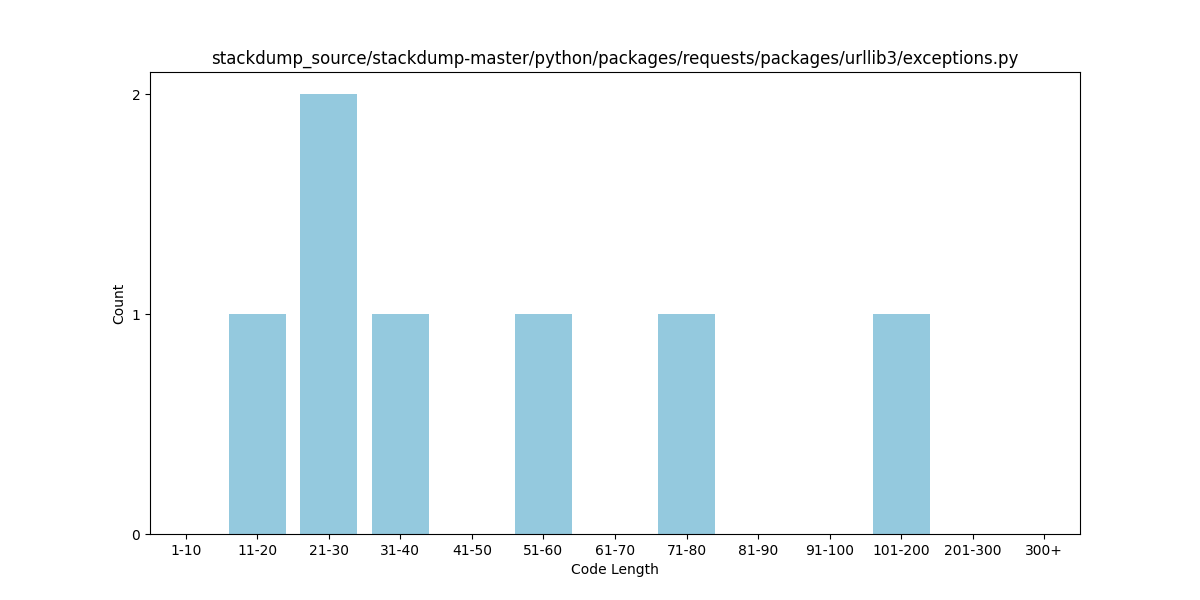 stackdump_source/stackdump-master/python/packages/requests/packages/urllib3/exceptions.py
2
1
0
Count
1-10 11-20 21-30 31-40 41-50 51-60 61-70 71-80 81-90 91-100 101-200 201-300 300+
Code Length